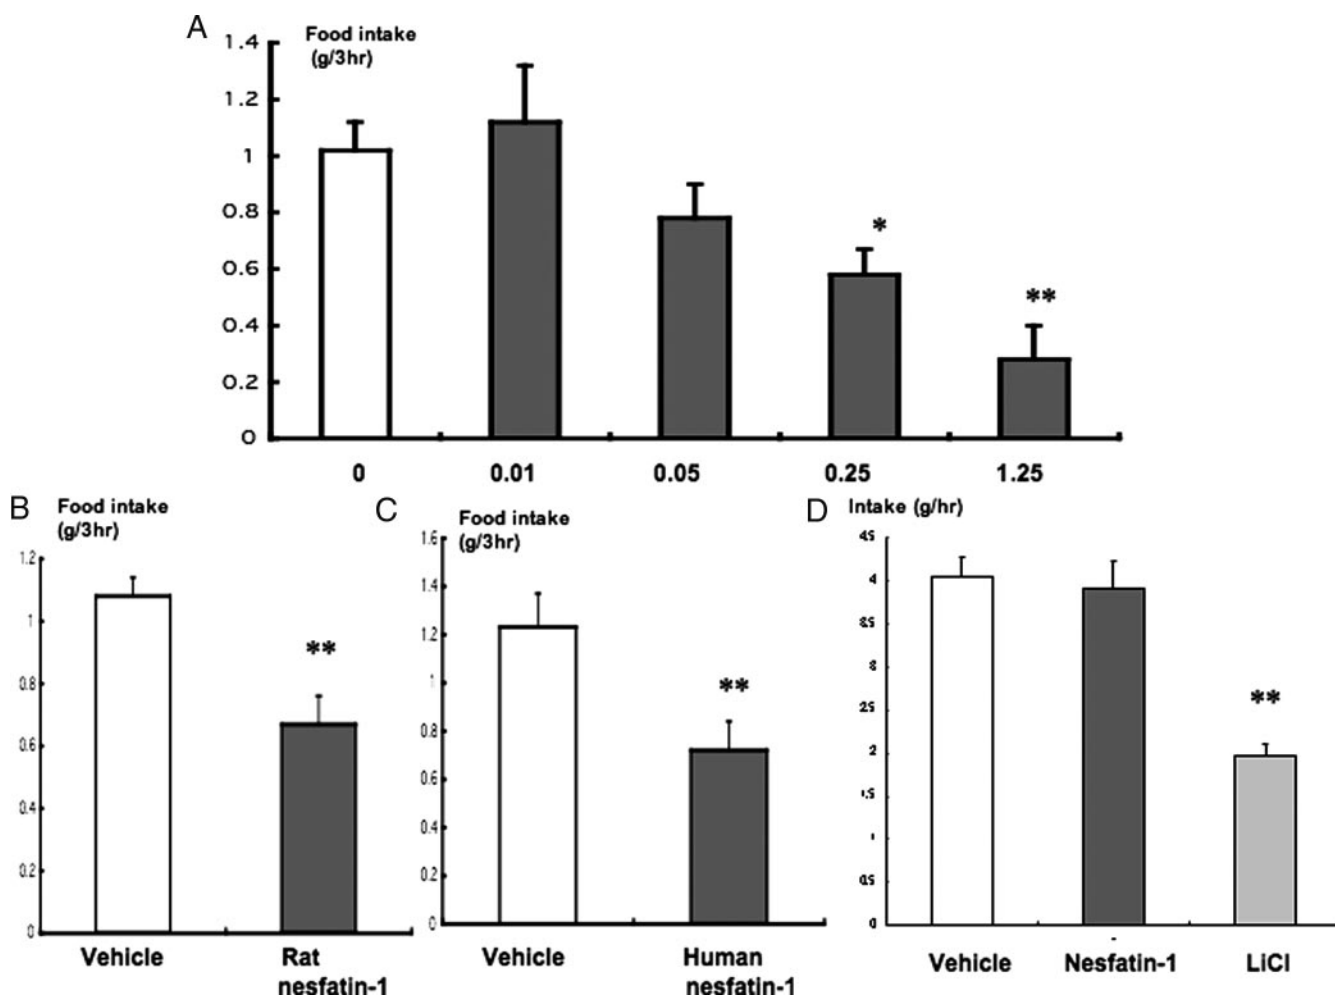 A
Food intake
(g/3hr)
1.4
1.2
1
0.8
0.6
0.4
0.2
0
*
**
0
0.01
0.05
0.25
1.25
B
Food intake
(g/3hr)
1.2
1
0.8
0.6
0.4
0.2
0
**
Vehicle
Rat
nesfatin-1
C
Food intake
(g/3hr)
1.6
1.4
1.2
1
0.8
0.6
0.4
0.2
0
**
Vehicle
Human
nesfatin-1
D
Intake (g/hr)
4
2
1
0
**
Vehicle
Nesfatin-1
LiCl